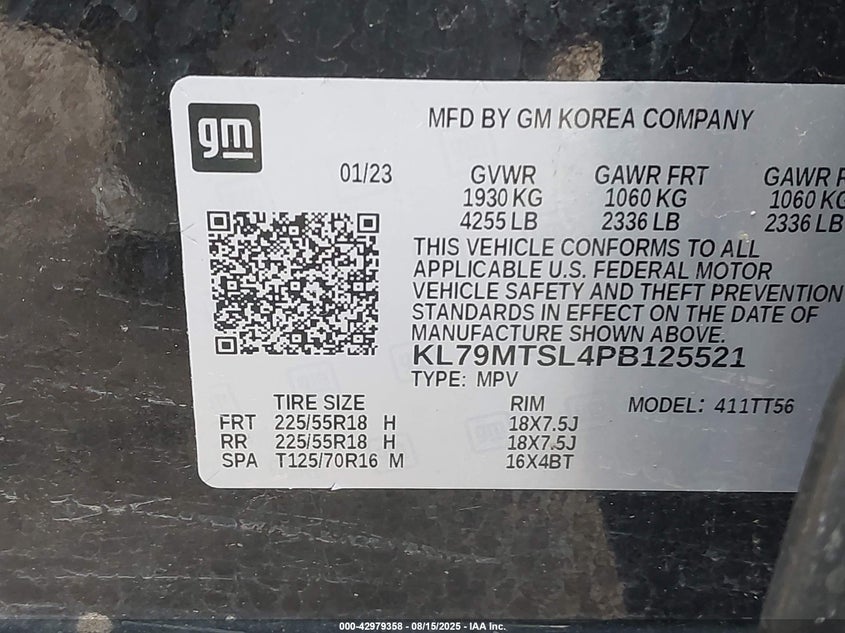 gm
MFD BY GM KOREA COMPANY
01/23 GVWR GAWR FRT GAWR
1930 KG 1060 KG 1060 KG
4255 LB 2336 LB 2336 LB
THIS VEHICLE CONFORMS TO ALL
APPLICABLE U.S. FEDERAL MOTOR
VEHICLE SAFETY AND THEFT PREVENTION
STANDARDS IN EFFECT ON THE DATE OF
MANUFACTURE SHOWN ABOVE.
KL79MTSL4PB125521
TYPE: MPV
TIRE SIZE RIM MODEL: 411TT56
FRT 225/55R18 H 18X7.5J
RR 225/55R18 H 18X7.5J
SPA T125/70R16 M 16X4BT
000-42979358 - 08/15/2025 - IAA Inc.